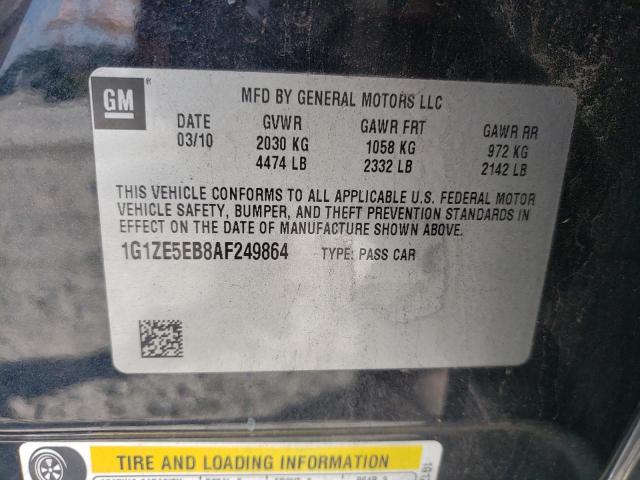 GM
MFD BY GENERAL MOTORS LLC
DATE GVWR GAWR FRT GAWR RR
03/10 2030 KG 1058 KG 972 KG
4474 LB 2332 LB 2142 LB
THIS VEHICLE CONFORMS TO ALL APPLICABLE U.S. FEDERAL MOTOR
VEHICLE SAFETY, BUMPER, AND THEFT PREVENTION STANDARDS IN
EFFECT ON THE DATE OF MANUFACTURE SHOWN ABOVE.
1G1ZE5EB8AF249864 TYPE: PASS CAR
TIRE AND LOADING INFORMATION